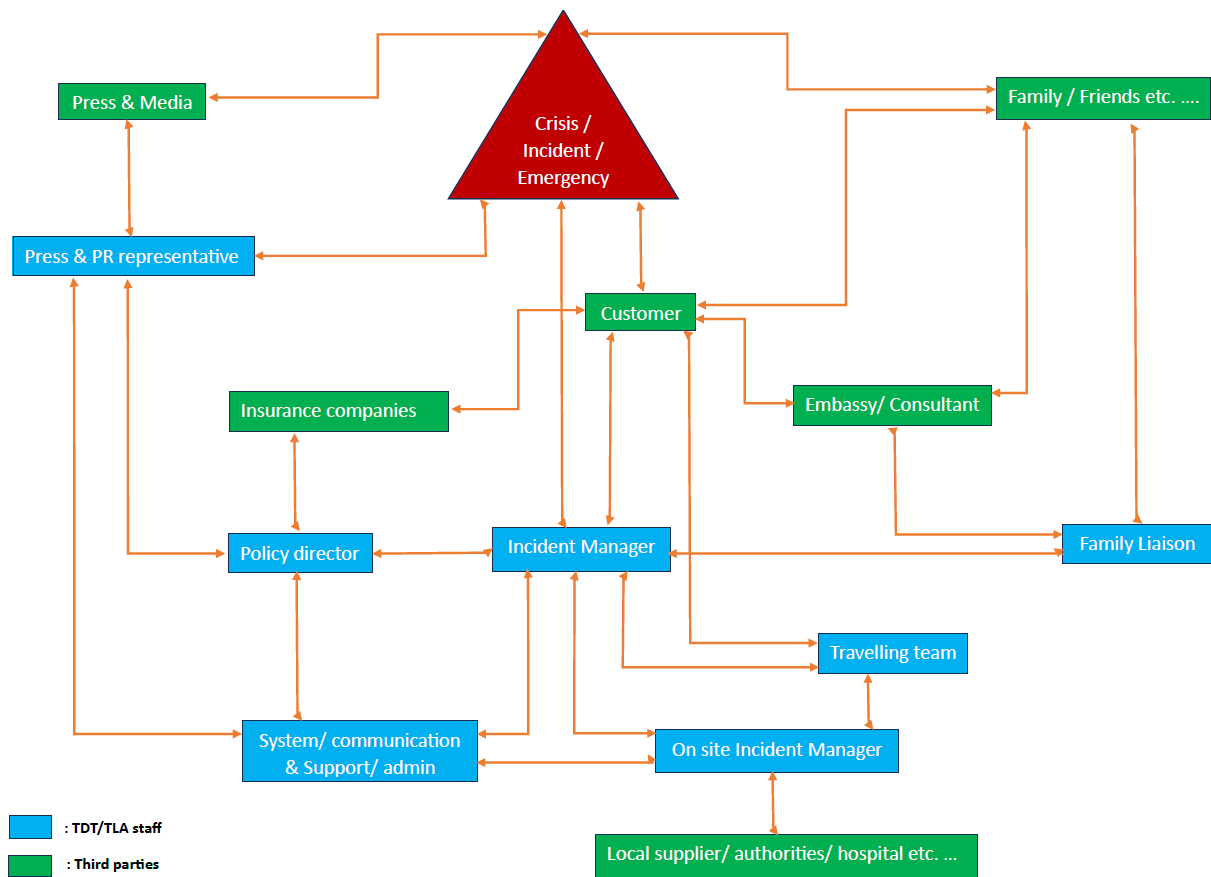 Press & Media
Family / Friends etc. ....
Crisis /
Incident /
Emergency
Press & PR representative
Customer
Insurance companies
Embassy/ Consultant
Policy director
Incident Manager
Family Liaison
Travelling team
System/ communication
& Support/ admin
On site Incident Manager
: TDT/TLA staff
: Third parties
Local supplier/ authorities/ hospital etc. ...